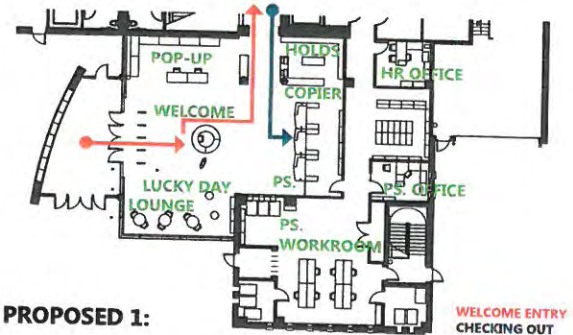 POP-UP
HOLDS
HR OFFICE
COPIER
WELCOME
LUCKY DAY
LOUNGE
PS.
PS. OFFICE
PS.
WORKROOM
PROPOSED 1:
WELCOME ENTRY
CHECKING OUT